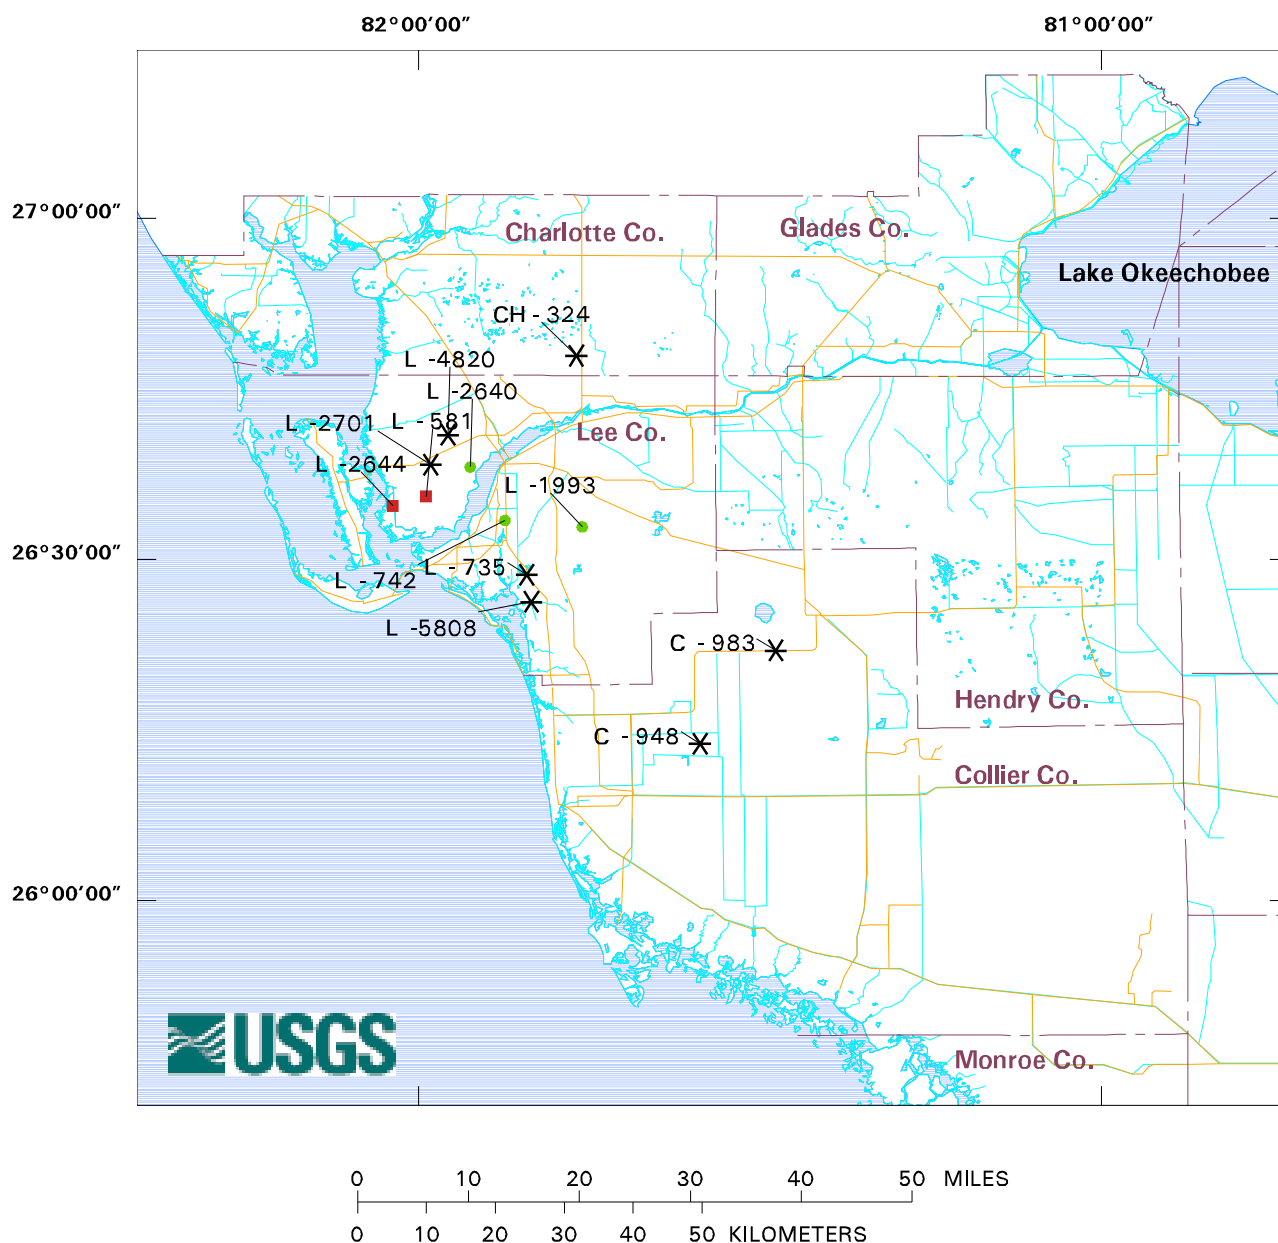 82°00'00"
81°00'00"
27°00'00"
Charlotte Co.
Glades Co.
Lake Okeechobee
CH - 324
L -4820
L -2640
L -2701
L - 581
Lee Co.
L -2644
L -1993
26°30'00"
L - 742
L - 735
L -5808
C - 983
Hendry Co.
C - 948
Collier Co.
26°00'00"
USGS
Monroe Co.
0 10 20 30 40 50 MILES
0 10 20 30 40 50 KILOMETERS